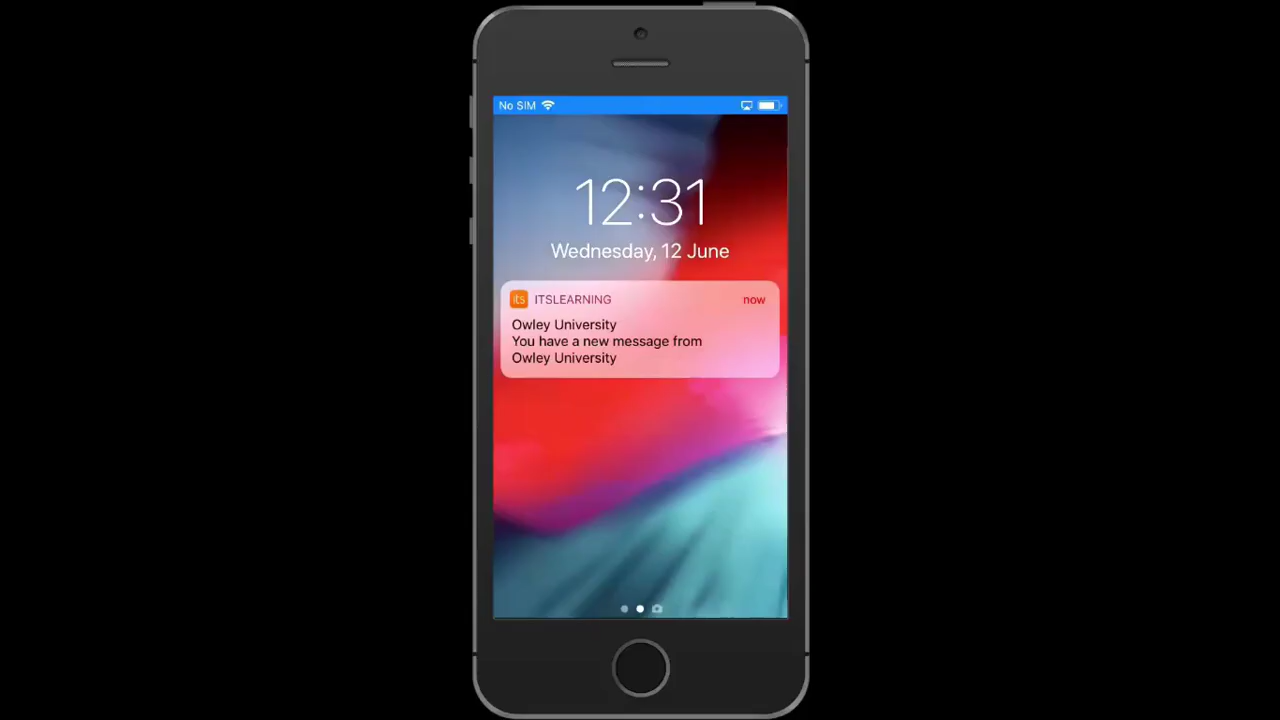 No SIM
12:31
Wednesday, 12 June
its ITSLEARNING now
Owley University
You have a new message from
Owley University